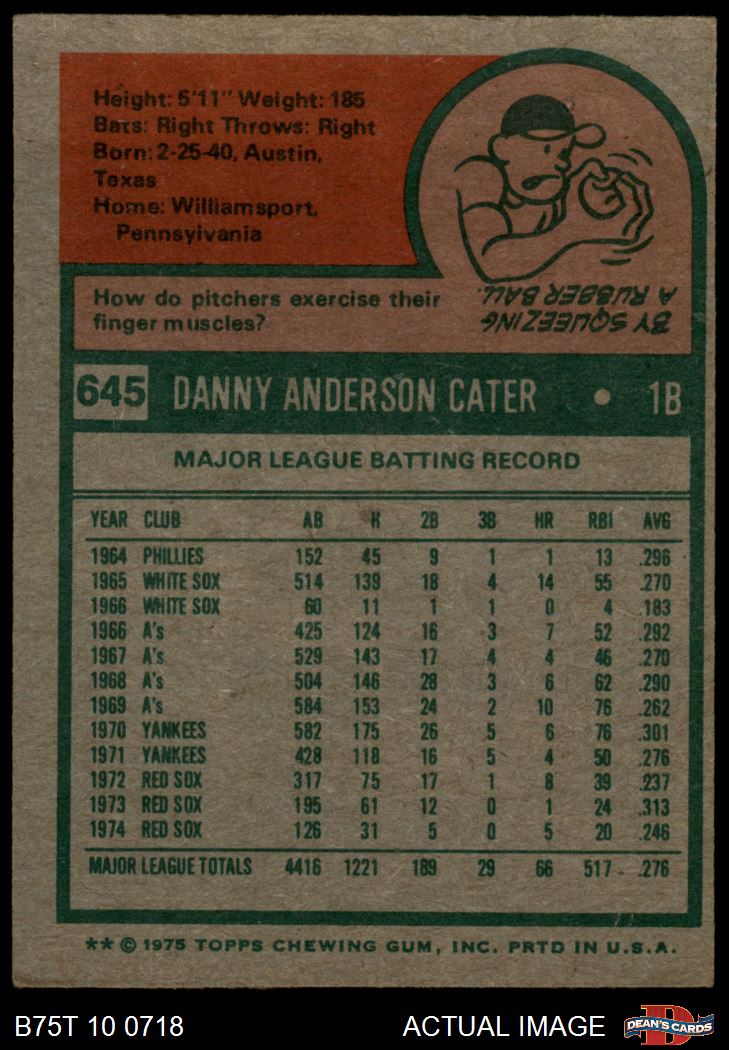 Height: 5'11" Weight: 185
Bats: Right Throws: Right
Born: 2-25-40, Austin,
Texas
Home: Williamsport,
Pennsylvania
How do pitchers exercise their
finger muscles?
BY SQUEEZING
A RUBBER BALL.
645 DANNY ANDERSON CATER • 1B
MAJOR LEAGUE BATTING RECORD
YEAR CLUB AB H 2B 3B HR RBI AVG
1964 PHILLIES 152 45 9 1 1 13 .296
1965 WHITE SOX 514 139 18 4 14 55 .270
1966 WHITE SOX 60 11 1 1 0 4 .183
1966 A's 425 124 16 3 7 52 .292
1967 A's 529 143 17 4 4 46 .270
1968 A's 504 146 28 3 6 62 .290
1969 A's 584 153 24 2 10 76 .262
1970 YANKEES 582 175 26 5 6 76 .301
1971 YANKEES 428 118 16 5 4 50 .276
1972 RED SOX 317 75 17 1 8 39 .237
1973 RED SOX 195 61 12 0 1 24 .313
1974 RED SOX 126 31 5 0 5 20 .246
MAJOR LEAGUE TOTALS 4416 1221 189 29 66 517 .276
** © 1975 TOPPS CHEWING GUM, INC. PRTD IN U.S.A.
B75T 10 0718 ACTUAL IMAGE DEAN'S CARDS